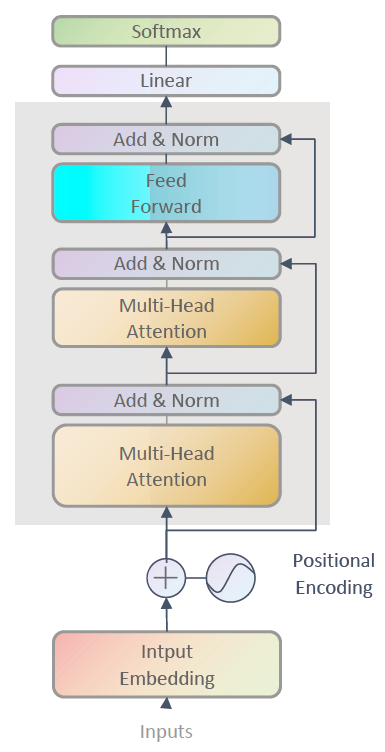 Softmax
Linear
Add & Norm
Feed
Forward
Add & Norm
Multi-Head
Attention
Add & Norm
Multi-Head
Attention
Positional
Encoding
Intput
Embedding
Inputs